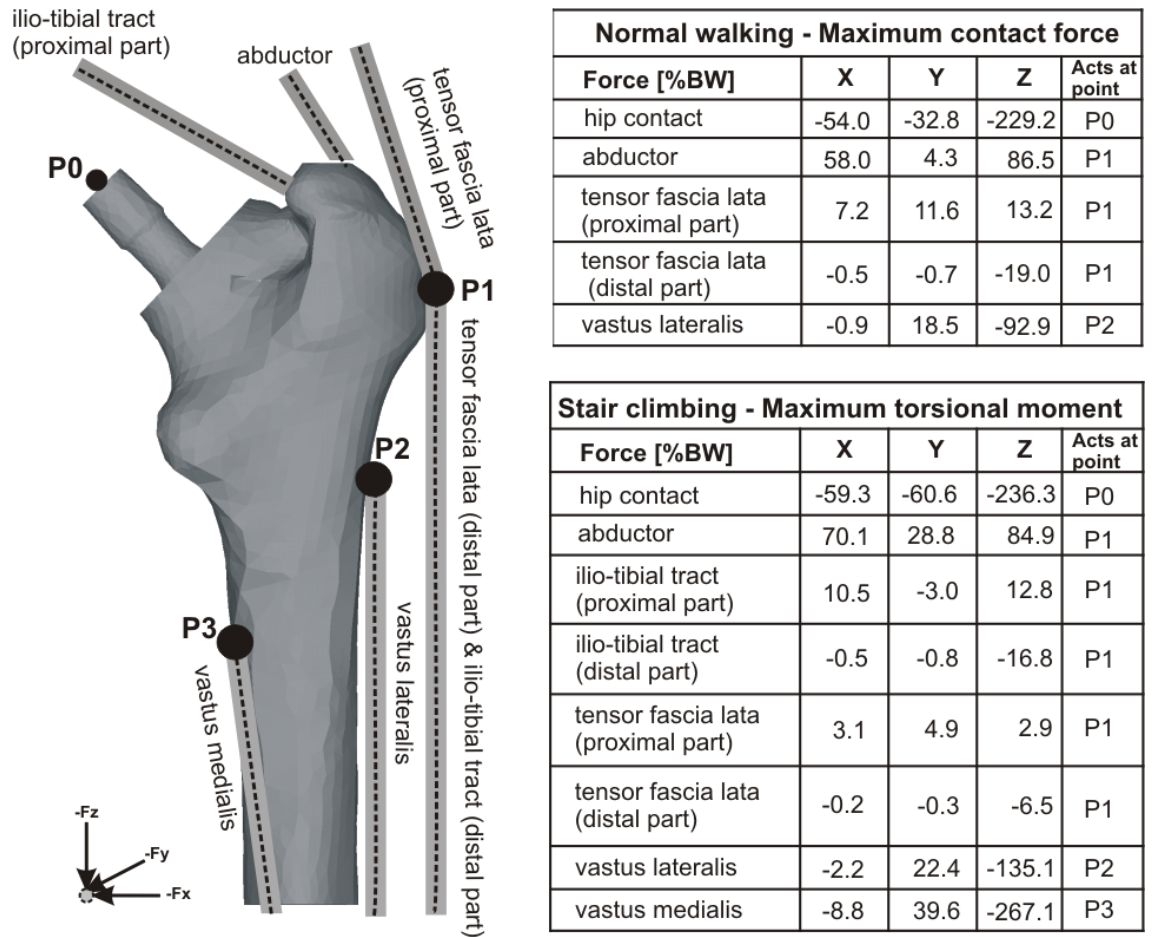 ilio-tibial tract
(proximal part)
abductor
tensor fascia lata
(proximal part)
P0
P1
P2
P3
tensor fascia lata (distal part) & ilio-tibial tract (distal part)
vastus lateralis
vastus medialis
-Fz
-Fy
-Fx
Normal walking - Maximum contact force
Force [%BW] X Y Z Acts at
point
hip contact -54.0 -32.8 -229.2 P0
abductor 58.0 4.3 86.5 P1
tensor fascia lata
(proximal part) 7.2 11.6 13.2 P1
tensor fascia lata
(distal part) -0.5 -0.7 -19.0 P1
vastus lateralis -0.9 18.5 -92.9 P2
Stair climbing - Maximum torsional moment
Force [%BW] X Y Z Acts at
point
hip contact -59.3 -60.6 -236.3 P0
abductor 70.1 28.8 84.9 P1
ilio-tibial tract
(proximal part) 10.5 -3.0 12.8 P1
ilio-tibial tract
(distal part) -0.5 -0.8 -16.8 P1
tensor fascia lata
(proximal part) 3.1 4.9 2.9 P1
tensor fascia lata
(distal part) -0.2 -0.3 -6.5 P1
vastus lateralis -2.2 22.4 -135.1 P2
vastus medialis -8.8 39.6 -267.1 P3